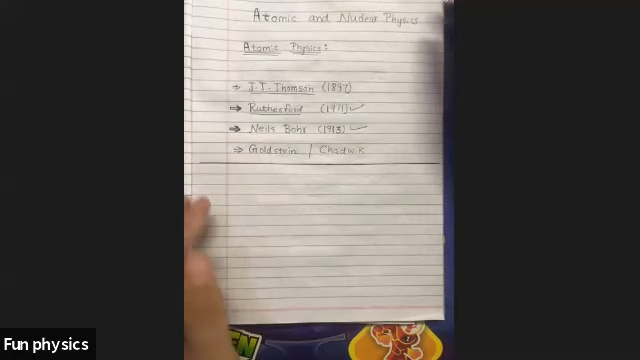 Atomic and Nuclear Physics
Atomic Physics :
⇒ J.J. Thomson (1897)
⇒ Rutherford (1911) ✓
⇒ Neils Bohr (1913) ✓
⇒ Goldstein / Chadwick
Fun physics